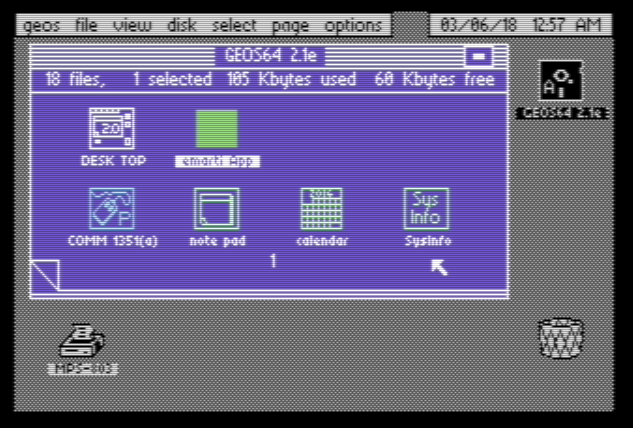 geos file view disk select page options 03/06/18 12:57 AM
GEOS64 2.1e
18 files, 1 selected 105 Kbytes used 60 Kbytes free
2.0
DESK TOP
smarti App
COMM 1351(a)
P
2016
note pad
calendar
Sys
Info
SysInfo
1
A
GEOS64 2.1e
MPS-803